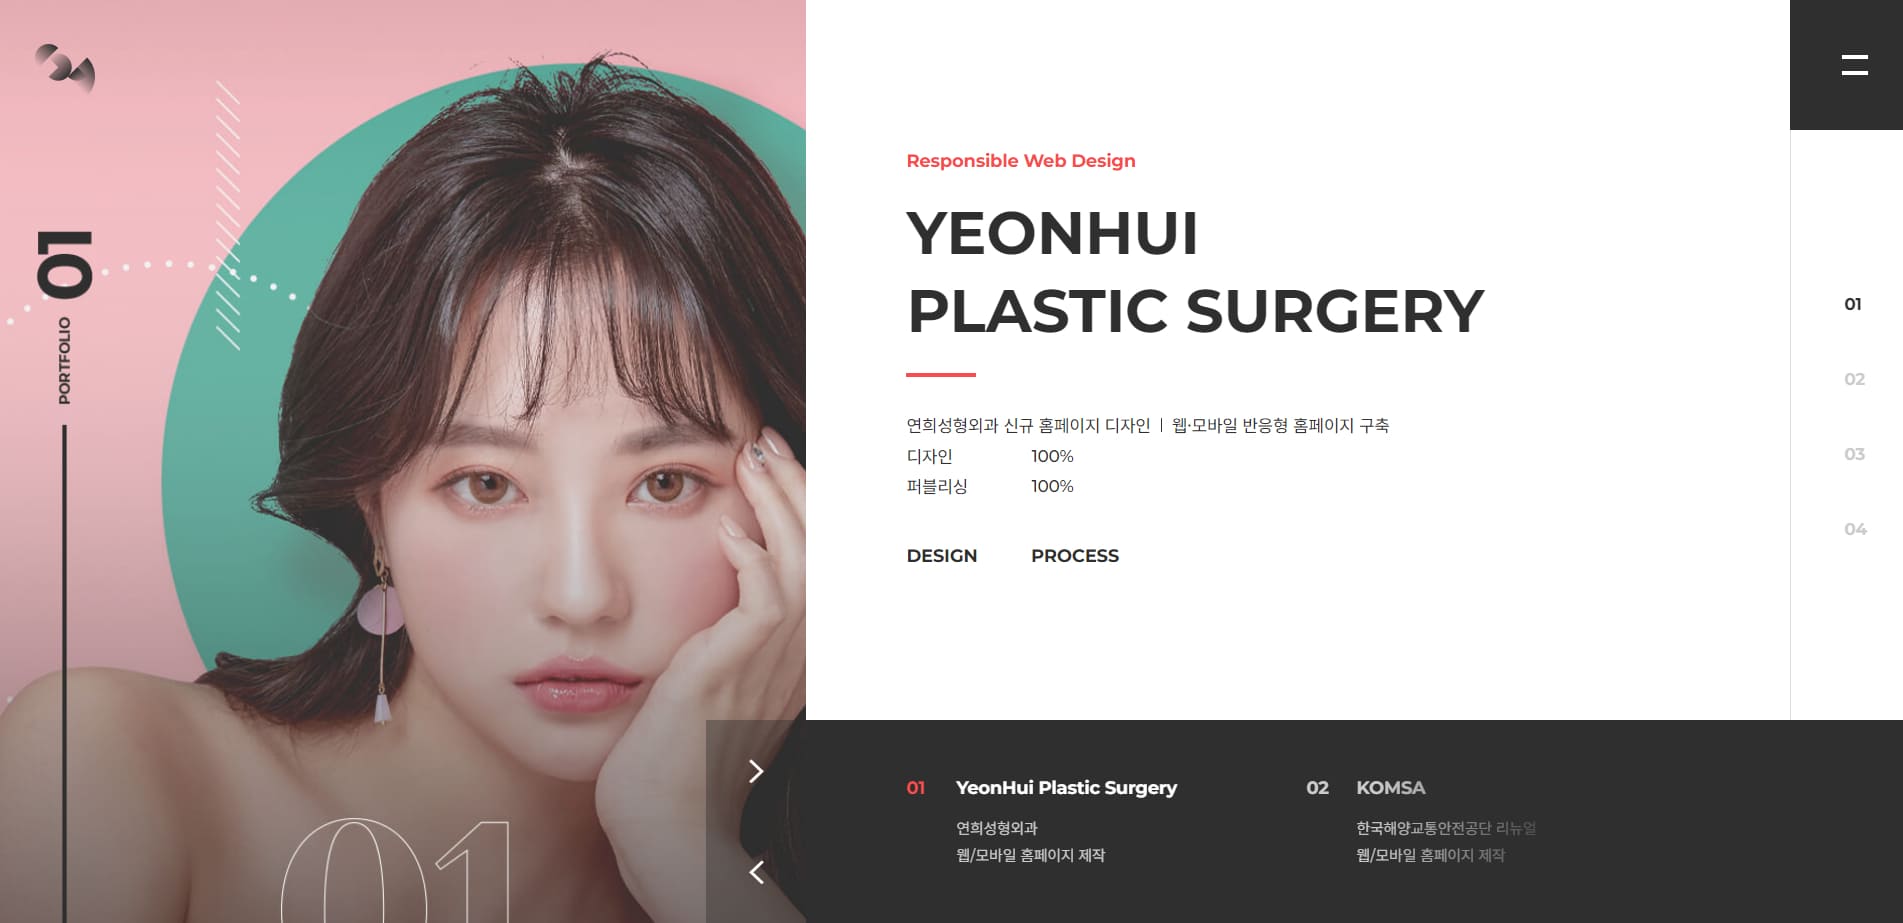 01
PORTFOLIO
01
Responsible Web Design
YEONHUI
PLASTIC SURGERY
연희성형외과 신규 홈페이지 디자인 | 웹·모바일 반응형 홈페이지 구축
디자인 100%
퍼블리싱 100%
DESIGN PROCESS
01
02
03
04
01 YeonHui Plastic Surgery
연희성형외과
웹/모바일 홈페이지 제작
02 KOMSA
한국해양교통안전공단 리뉴얼
웹/모바일 홈페이지 제작